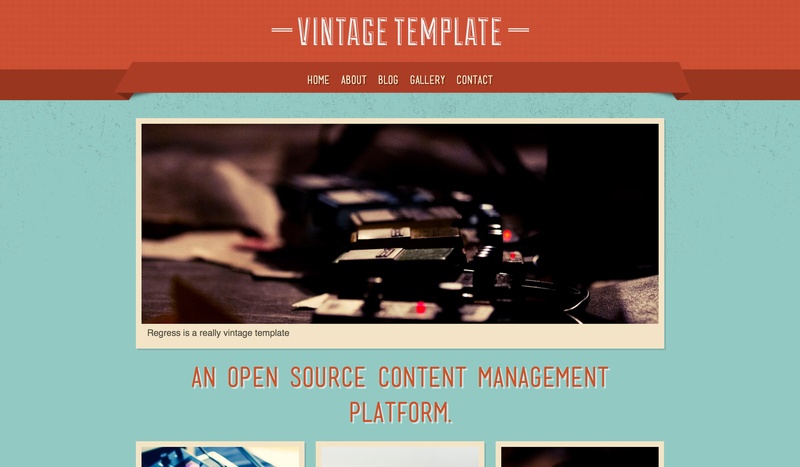 VINTAGE TEMPLATE
HOME ABOUT BLOG GALLERY CONTACT
Regress is a really vintage template
AN OPEN SOURCE CONTENT MANAGEMENT
PLATFORM.